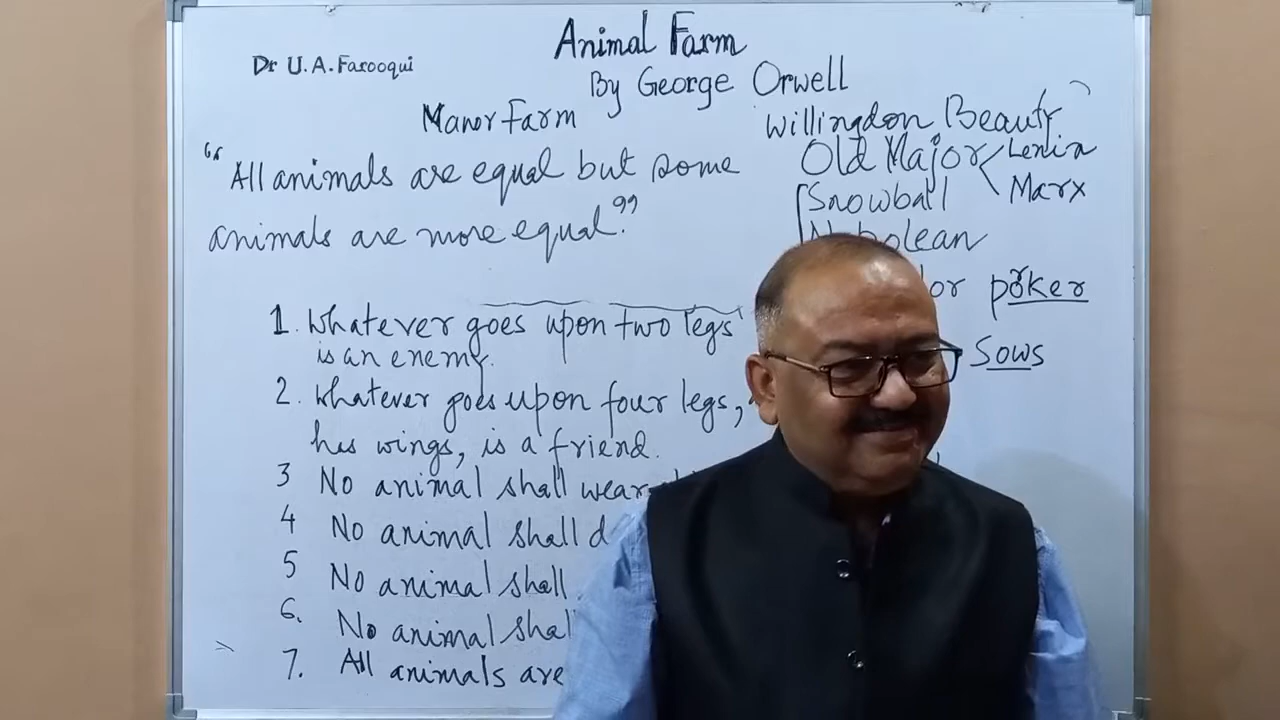 Animal Farm
Dr U.A. Farooqui
By George Orwell
Manor Farm
Willingdon Beauty
"All animals are equal but some
animals are more equal."
Old Major
Lenin
Marx
Snowball
Napolean
or poker
Sows
1. Whatever goes upon two legs
is an enemy.
2. Whatever goes upon four legs,
has wings, is a friend.
3 No animal shall wear
4 No animal shall
5 No animal shall
6. No animal shall
7. All animals are